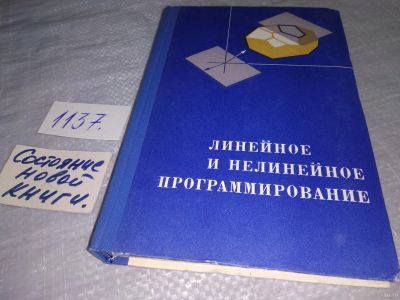 1137.
Состояние
новой
книги.
ЛИНЕЙНОЕ
И НЕЛИНЕЙНОЕ
ПРОГРАММИРОВАНИЕ